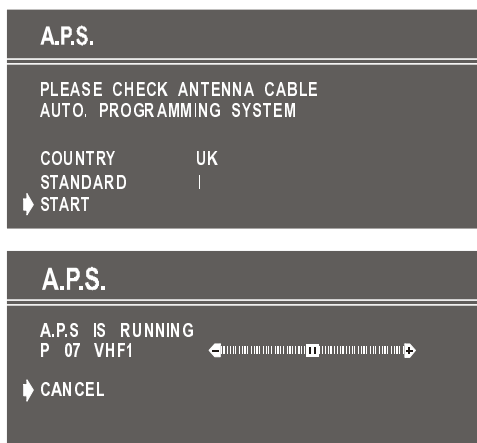 A.P.S.
PLEASE CHECK ANTENNA CABLE
AUTO. PROGRAMMING SYSTEM
COUNTRY UK
STANDARD I
START
A.P.S.
A.P.S IS RUNNING
P 07 VHF1
CANCEL